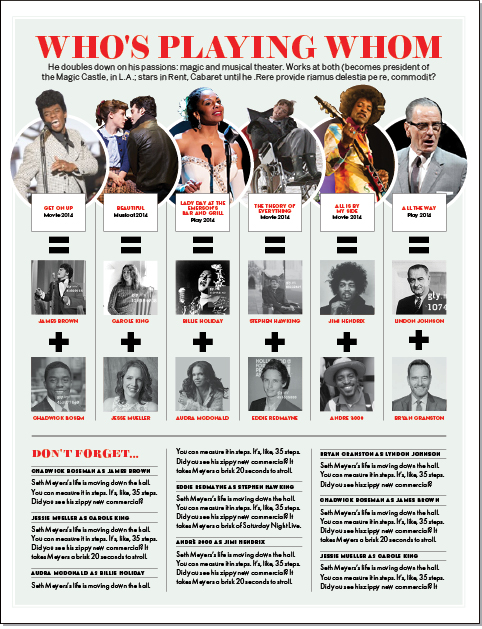 WHO'S PLAYING WHOM
He doubles down on his passions: magic and musical theater. Works at both (becomes president of
the Magic Castle, in L.A.; stars in Rent, Cabaret until he .Rere provide riamus delestia pe re, commodit?
GET ON UP
Movie 2014
BEAUTIFUL
Musical 2014
LADY DAY AT THE
EMERSON'S
BAR AND GRILL
Play 2014
THE THEORY OF
EVERYTHING
Movie 2014
ALL IS BY
MY SIDE
Movie 2014
ALL THE WAY
Play 2014
JAMES BROWN
CAROLE KING
BILLIE HOLIDAY
STEPHEN HAWKING
JIMI HENDRIX
LINDON JOHNSON
CHADWICK BOSEM
JESSE MUELLER
AUDRA MCDONALD
EDDIE REDMAYNE
ANDRE 3000
BRYAN CRANSTON
DON'T FORGET...
CHADWICK BOSEMAN AS JAMES BROWN
Seth Meyers's life is moving down the hall.
You can measure it in steps. It's, like, 35 steps.
Did you see his zippy new commercial?
JESSIE MUELLER AS CAROLE KING
Seth Meyers's life is moving down the hall.
You can measure it in steps. It's, like, 35 steps.
Did you see his zippy new commercial? It
takes Meyers a brisk 20 seconds to stroll.
AUDRA MCDONALD AS BILLIE HOLIDAY
Seth Meyers's life is moving down the hall.
You can measure it in steps. It's, like, 35 steps.
Did you see his zippy new commercial? It
takes Meyers a brisk 20 seconds to stroll.
EDDIE REDMAYNE AS STEPHEN HAWKING
Seth Meyers's life is moving down the hall.
You can measure it in steps. It's, like, 35 steps.
Did you see his zippy new commercial? It
takes Meyers a brisk of Saturday Night Live.
ANDRÉ 3000 AS JIMI HENDRIX
Seth Meyers's life is moving down the hall.
You can measure it in steps. It's, like, 35 steps.
Did you see his zippy new commercial? It
takes Meyers a brisk 20 seconds to stroll.
BRYAN CRANSTON AS LYNDON JOHNSON
Seth Meyers's life is moving down the hall.
You can measure it in steps. It's, like, 35 steps.
Did you see his zippy new commercial? It
takes Meyers a brisk 20 seconds to stroll.
CHADWICK BOSEMAN AS JAMES BROWN
Seth Meyers's life is moving down the hall.
You can measure it in steps. It's, like, 35 steps.
Did you see his zippy new commercial? It
takes Meyers a brisk 20 seconds to stroll.
JESSIE MUELLER AS CAROLE KING
Seth Meyers's life is moving down the hall.
You can measure it in steps. It's, like, 35 steps.
Did you see his zippy new commercial? It